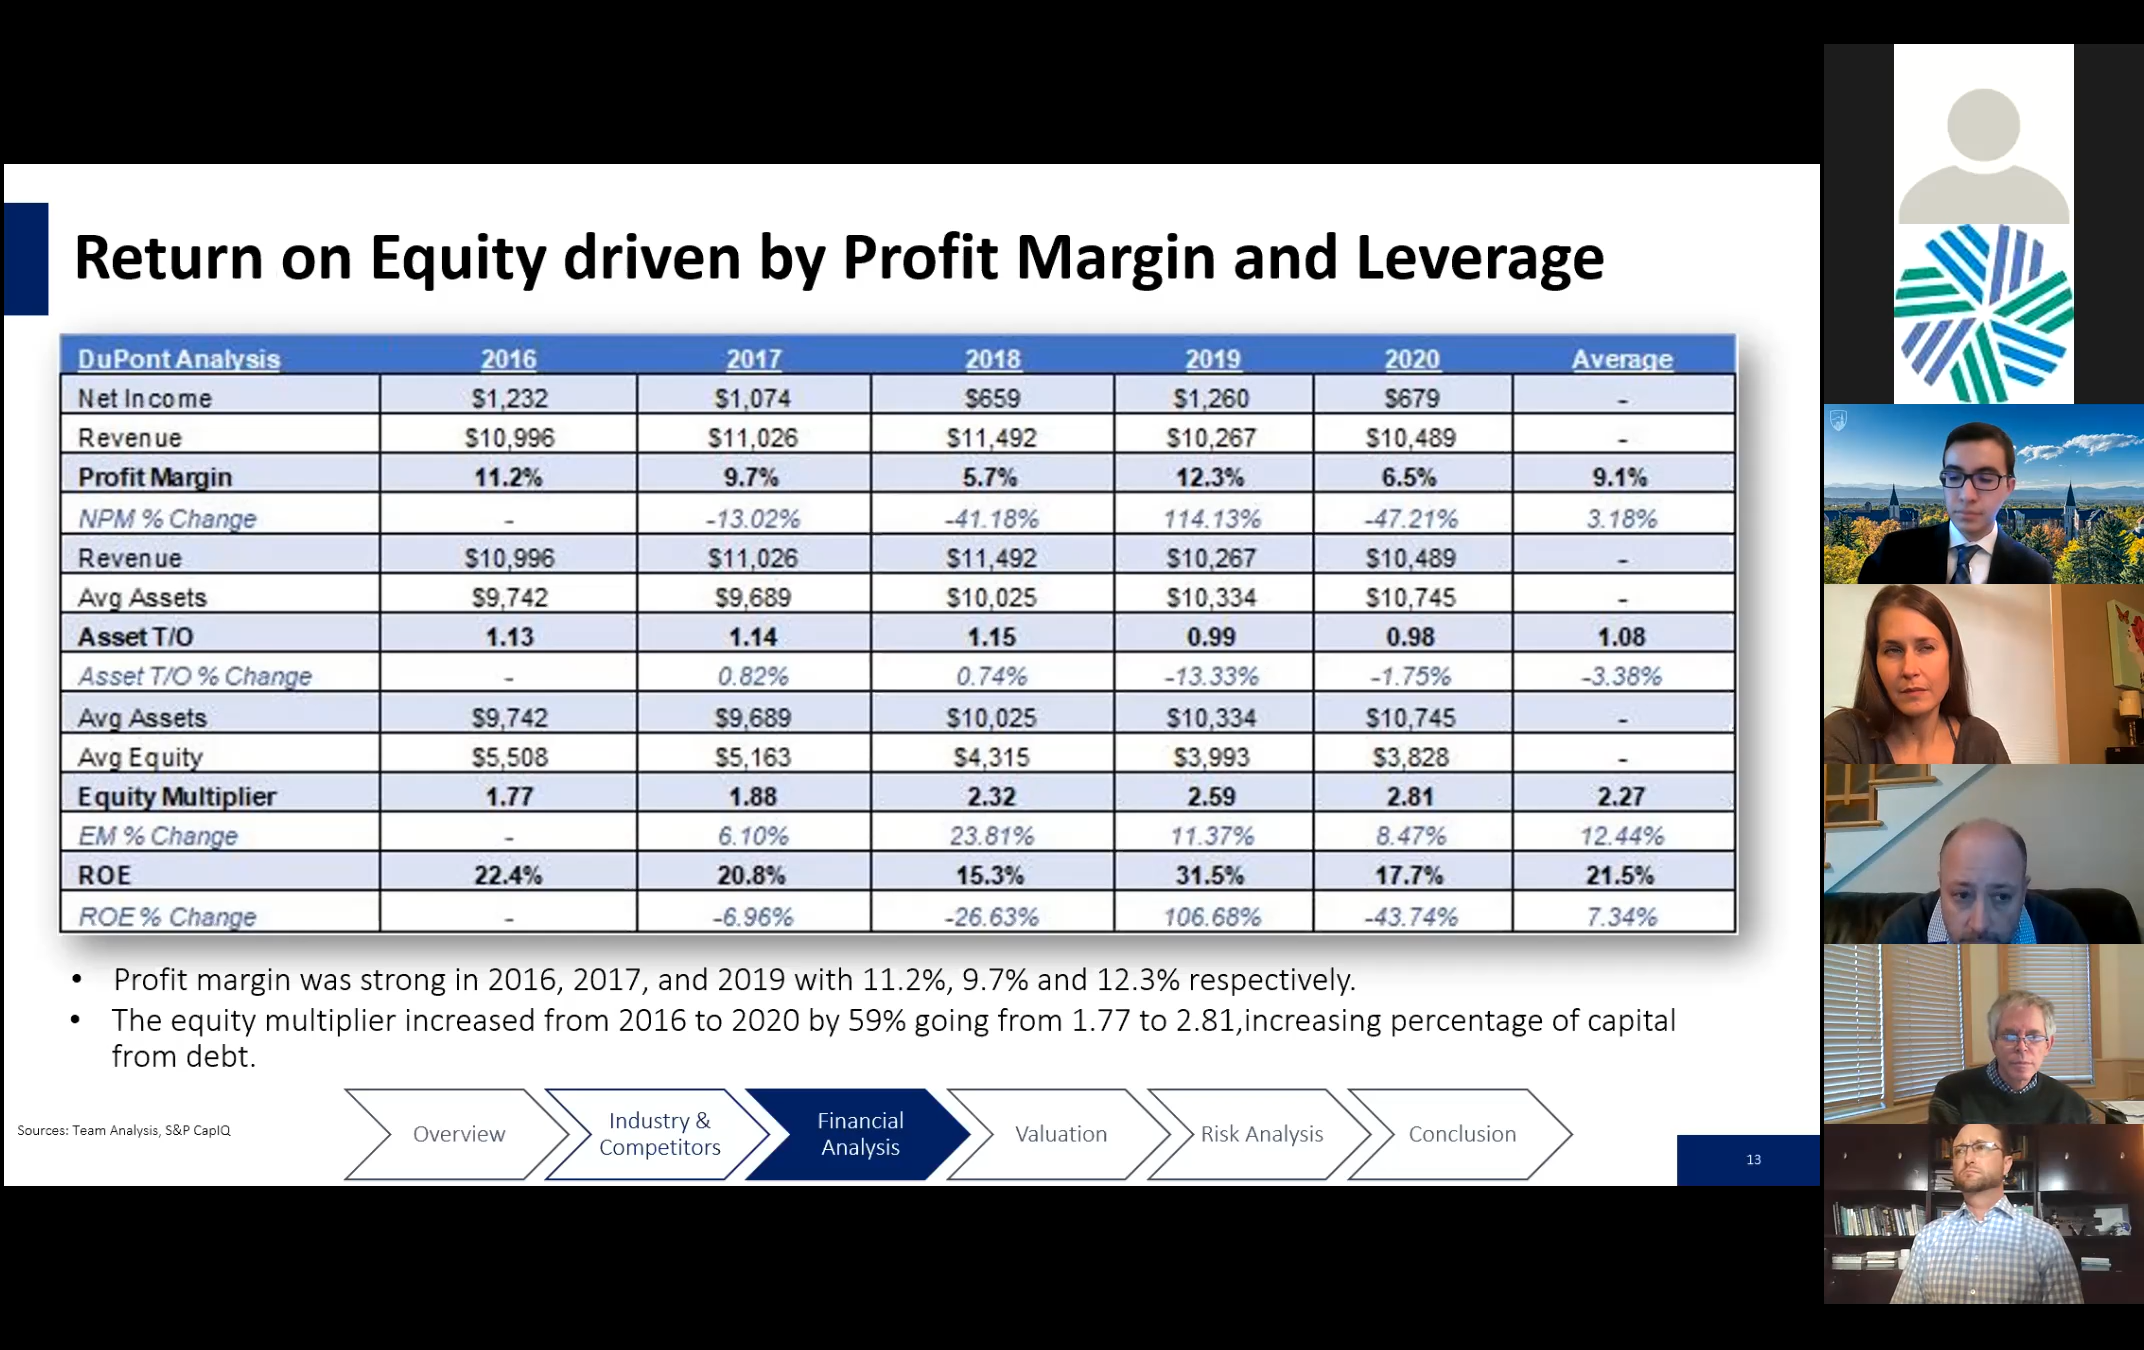 Return on Equity driven by Profit Margin and Leverage
DuPont Analysis 2016 2017 2018 2019 2020 Average
Net Income $1,232 $1,074 $659 $1,260 $679 -
Revenue $10,996 $11,026 $11,492 $10,267 $10,489 -
Profit Margin 11.2% 9.7% 5.7% 12.3% 6.5% 9.1%
NPM % Change - -13.02% -41.18% 114.13% -47.21% 3.18%
Revenue $10,996 $11,026 $11,492 $10,267 $10,489 -
Avg Assets $9,742 $9,689 $10,025 $10,334 $10,745 -
Asset T/O 1.13 1.14 1.15 0.99 0.98 1.08
Asset T/O % Change - 0.82% 0.74% -13.33% -1.75% -3.38%
Avg Assets $9,742 $9,689 $10,025 $10,334 $10,745 -
Avg Equity $5,508 $5,163 $4,315 $3,993 $3,828 -
Equity Multiplier 1.77 1.88 2.32 2.59 2.81 2.27
EM % Change - 6.10% 23.81% 11.37% 8.47% 12.44%
ROE 22.4% 20.8% 15.3% 31.5% 17.7% 21.5%
ROE % Change - -6.96% -26.63% 106.68% -43.74% 7.34%
• Profit margin was strong in 2016, 2017, and 2019 with 11.2%, 9.7% and 12.3% respectively.
• The equity multiplier increased from 2016 to 2020 by 59% going from 1.77 to 2.81,increasing percentage of capital
from debt.
Sources: Team Analysis, S&P CapIQ
Overview
Industry &
Competitors
Financial
Analysis
Valuation
Risk Analysis
Conclusion
13